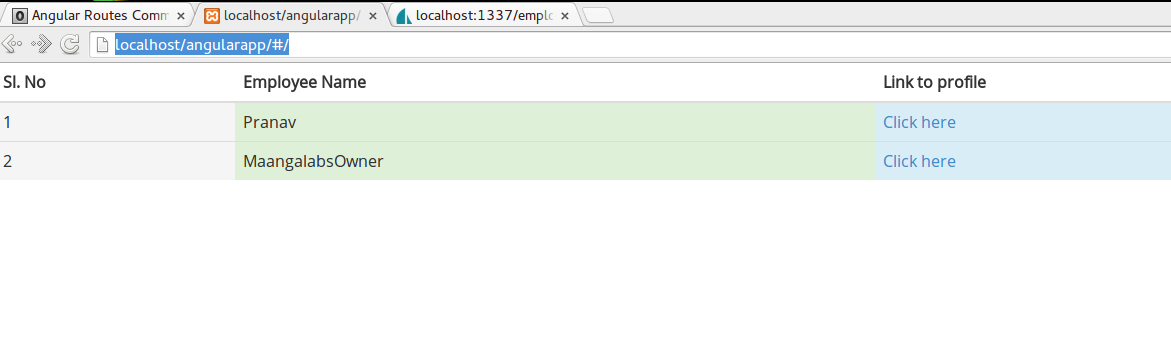 Angular Routes Comm localhost/angularapp/ localhost:1337/emplo
localhost/angularapp/#/
Sl. No Employee Name Link to profile
1 Pranav Click here
2 MaangalabsOwner Click here